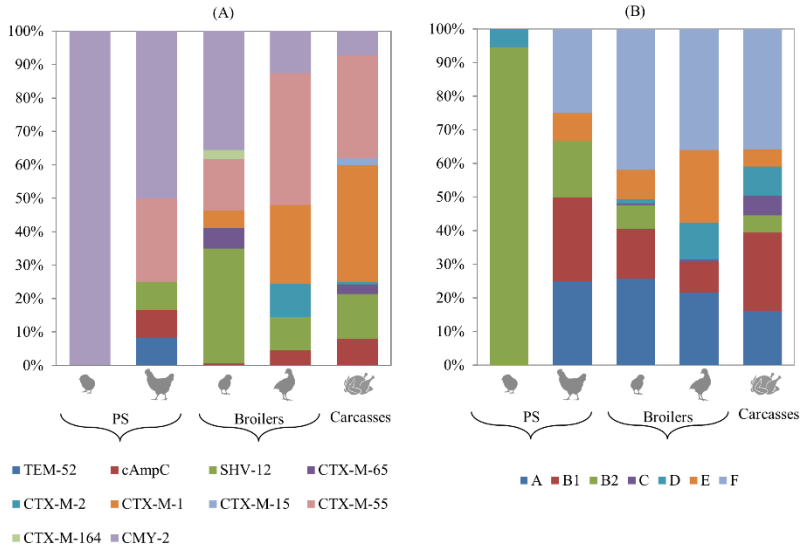 (A)
100%
90%
80%
70%
60%
50%
40%
30%
20%
10%
0%
PS
Broilers
Carcasses
TEM-52
cAmpC
SHV-12
CTX-M-65
CTX-M-2
CTX-M-1
CTX-M-15
CTX-M-55
CTX-M-164
CMY-2
(B)
100%
90%
80%
70%
60%
50%
40%
30%
20%
10%
0%
PS
Broilers
Carcasses
A
B1
B2
C
D
E
F